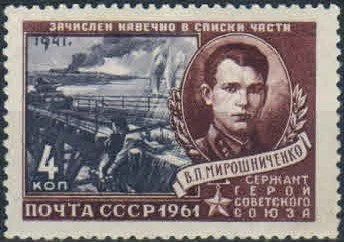 ЗАЧИСЛЕН НАВЕЧНО В СПИСКИ ЧАСТИ
1941.
4
КОП
В.П.МИРОШНИЧЕНКО
СЕРЖАНТ
ГЕРОЙ
СОВЕТСКОГО
СОЮЗА
ПОЧТА СССР 1961